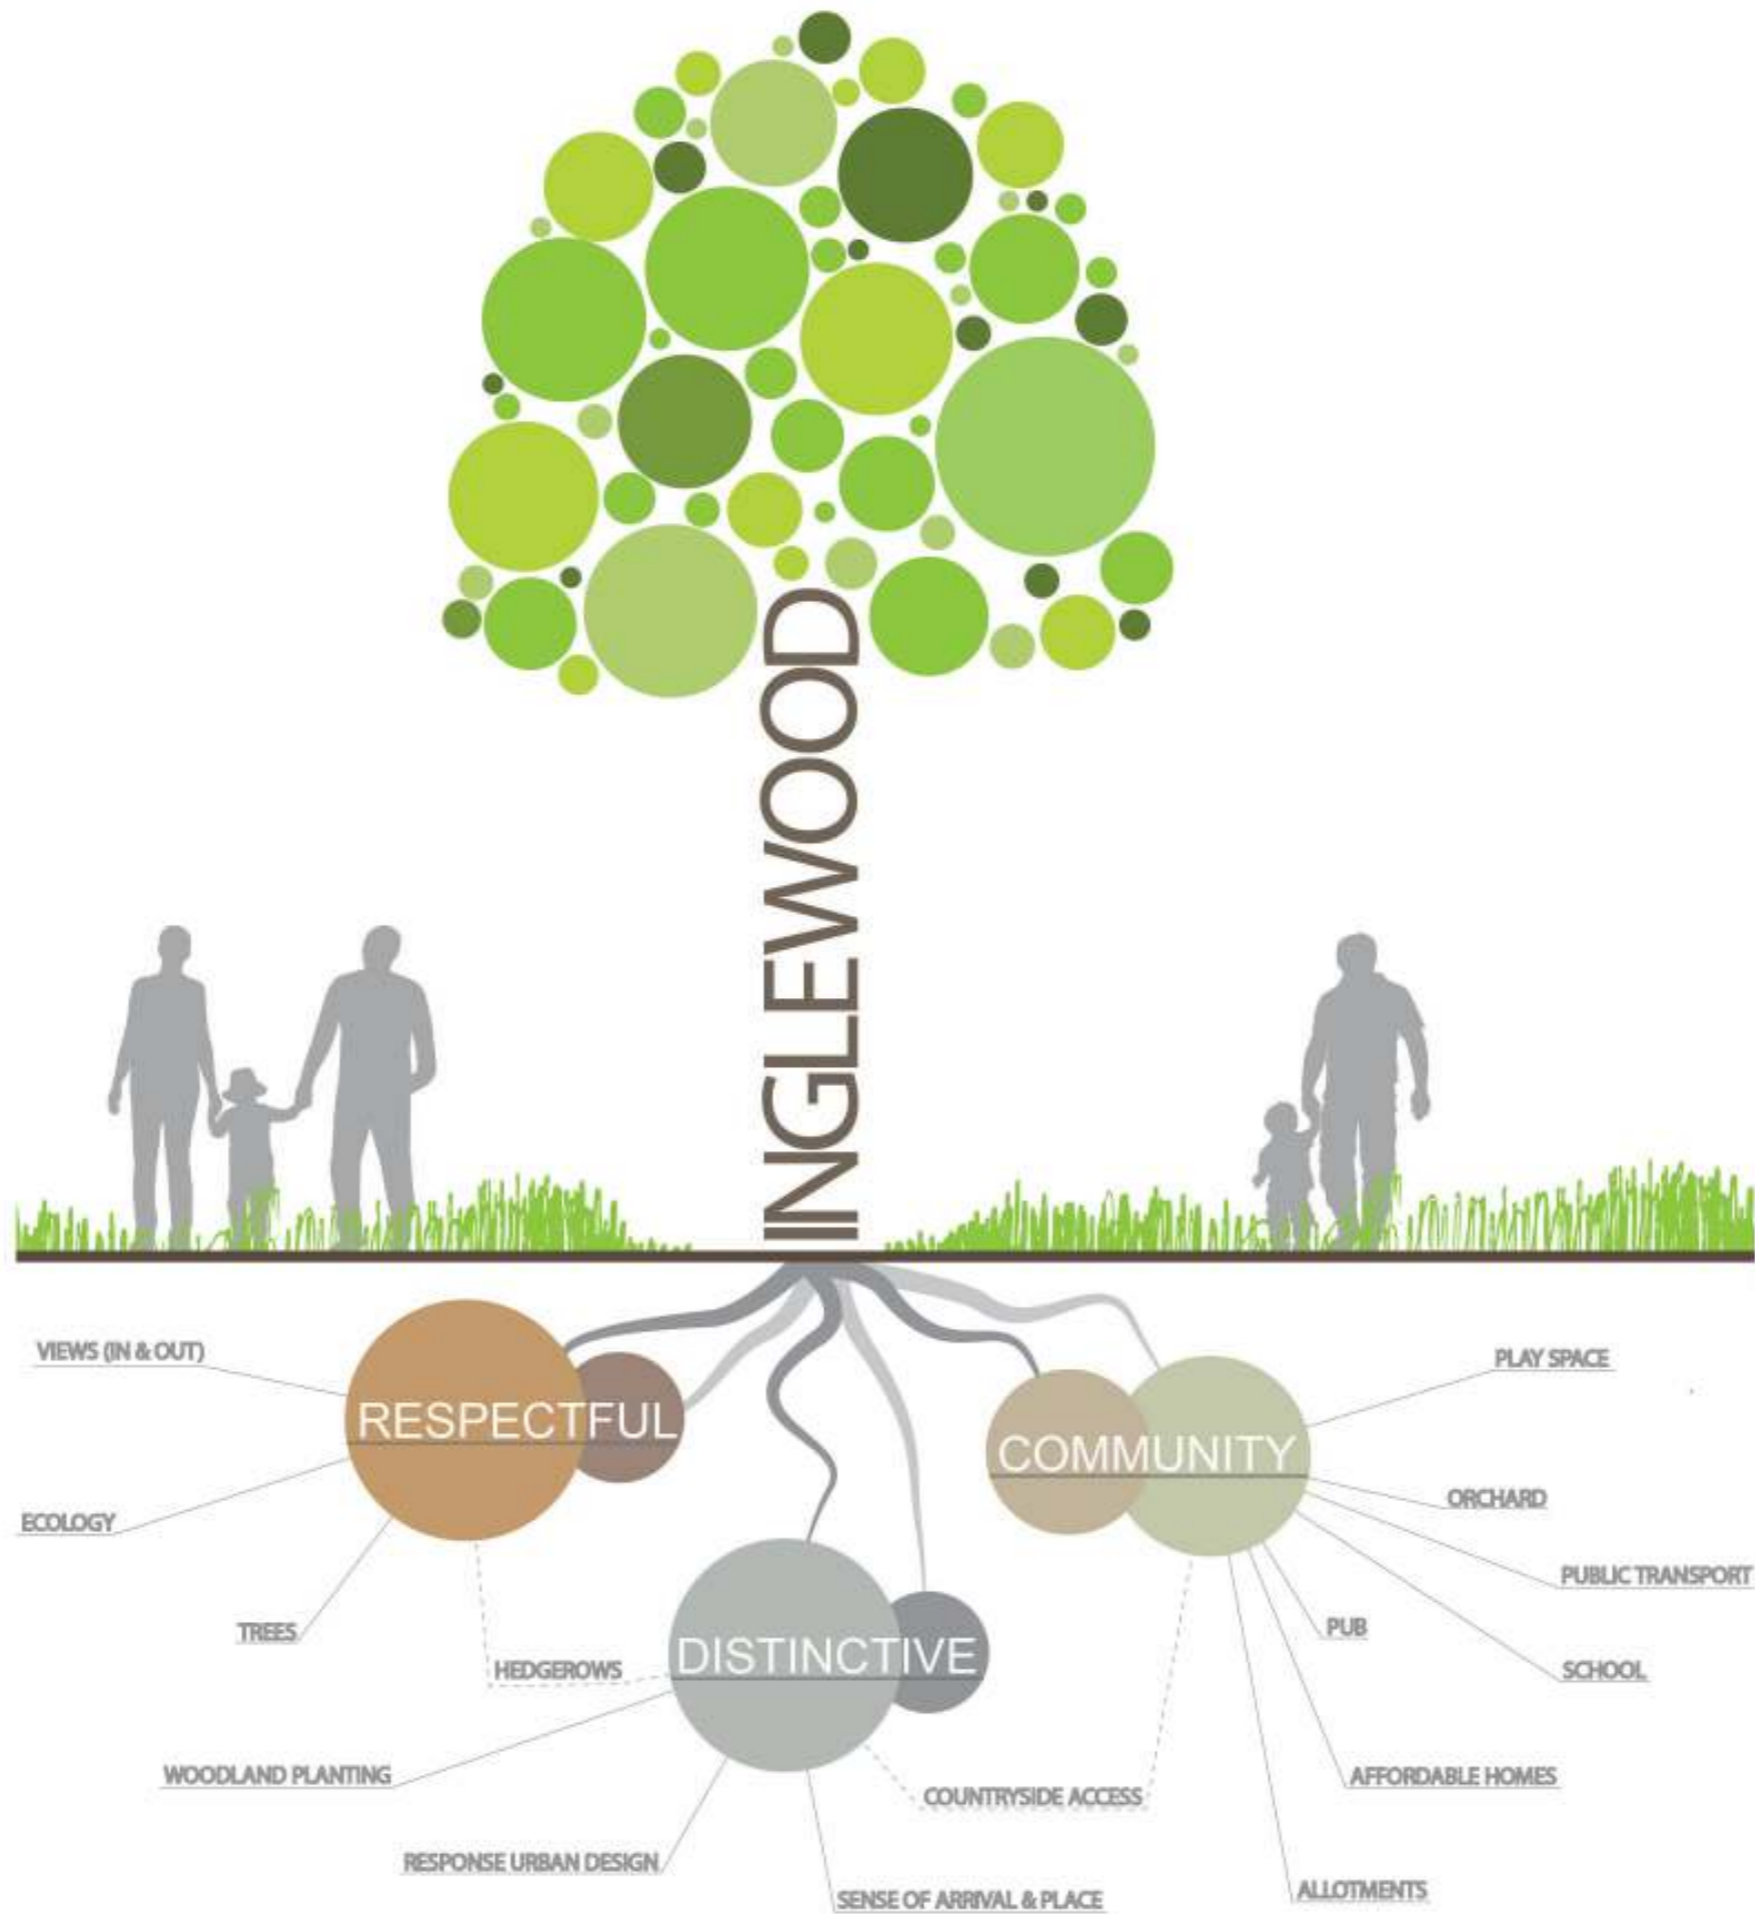 INGLEWOOD
VIEWS (IN & OUT)
RESPECTFUL
PLAY SPACE
COMMUNITY
ECOLOGY
ORCHARD
PUBLIC TRANSPORT
TREES
PUB
HEDGEROWS
DISTINCTIVE
SCHOOL
WOODLAND PLANTING
COUNTRYSIDE ACCESS
AFFORDABLE HOMES
RESPONSE URBAN DESIGN
SENSE OF ARRIVAL & PLACE
ALLOTMENTS